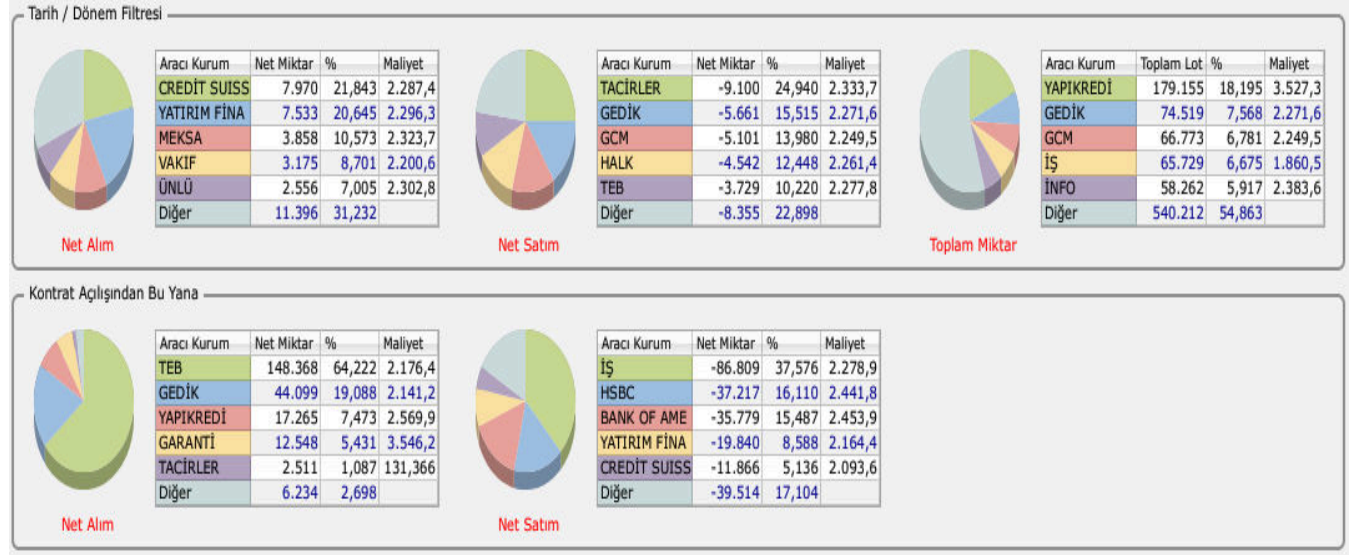 Tarih / Dönem Filtresi
Aracı Kurum Net Miktar % Maliyet
CREDİT SUISS 7.970 21,843 2.287,4
YATIRIM FİNA 7.533 20,645 2.296,3
MEKSA 3.858 10,573 2.323,7
VAKIF 3.175 8,701 2.200,6
ÜNLÜ 2.556 7,005 2.302,8
Diğer 11.396 31,232
Net Alım
Aracı Kurum Net Miktar % Maliyet
TACİRLER -9.100 24,940 2.333,7
GEDİK -5.661 15,515 2.271,6
GCM -5.101 13,980 2.249,5
HALK -4.542 12,448 2.261,4
TEB -3.729 10,220 2.277,8
Diğer -8.355 22,898
Net Satım
Aracı Kurum Toplam Lot % Maliyet
YAPIKREDİ 179.155 18,195 3.527,3
GEDİK 74.519 7,568 2.271,6
GCM 66.773 6,781 2.249,5
İŞ 65.729 6,675 1.860,5
İNFO 58.262 5,917 2.383,6
Diğer 540.212 54,863
Toplam Miktar
Kontrat Açılışından Bu Yana
Aracı Kurum Net Miktar % Maliyet
TEB 148.368 64,222 2.176,4
GEDİK 44.099 19,088 2.141,2
YAPIKREDİ 17.265 7,473 2.569,9
GARANTİ 12.548 5,431 3.546,2
TACİRLER 2.511 1,087 131,366
Diğer 6.234 2,698
Net Alım
Aracı Kurum Net Miktar % Maliyet
İŞ -86.809 37,576 2.278,9
HSBC -37.217 16,110 2.441,8
BANK OF AME -35.779 15,487 2.453,9
YATIRIM FİNA -19.840 8,588 2.164,4
CREDİT SUISS -11.866 5,136 2.093,6
Diğer -39.514 17,104
Net Satım